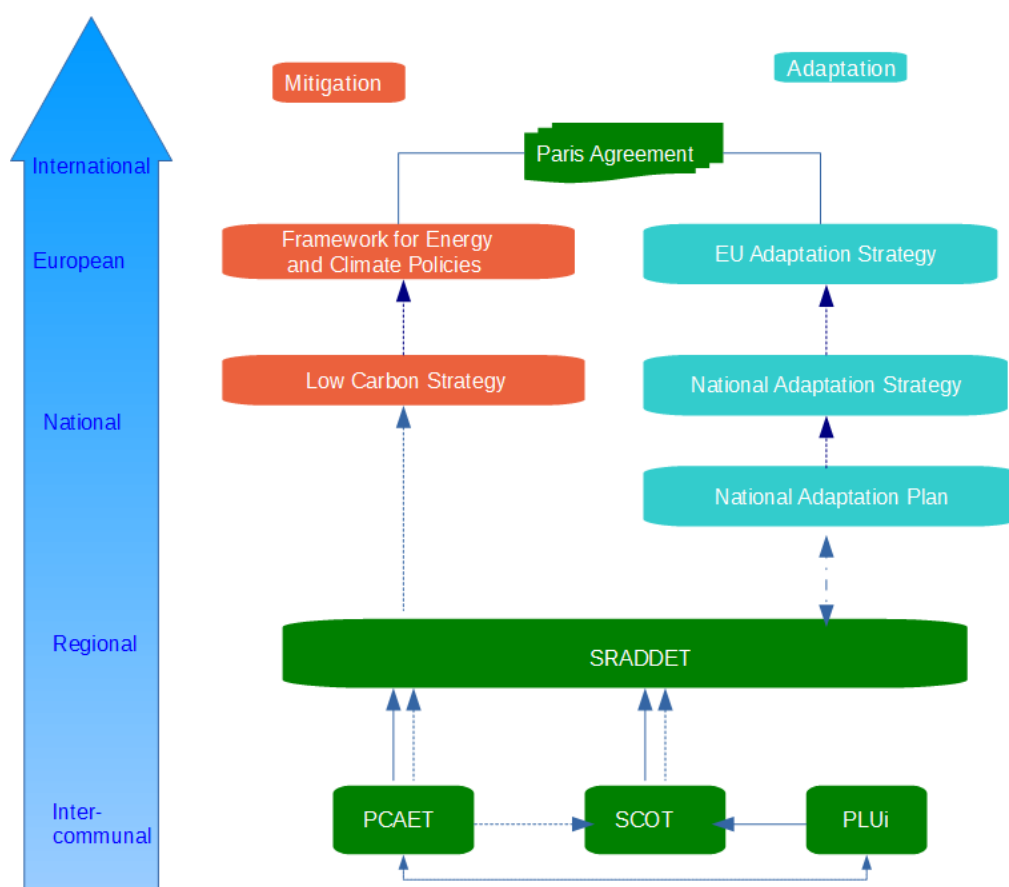 Mitigation
Adaptation
International
Paris Agreement
European
Framework for Energy
and Climate Policies
EU Adaptation Strategy
National
Low Carbon Strategy
National Adaptation Strategy
National Adaptation Plan
Regional
SRADDET
Inter-
communal
PCAET
SCOT
PLUi